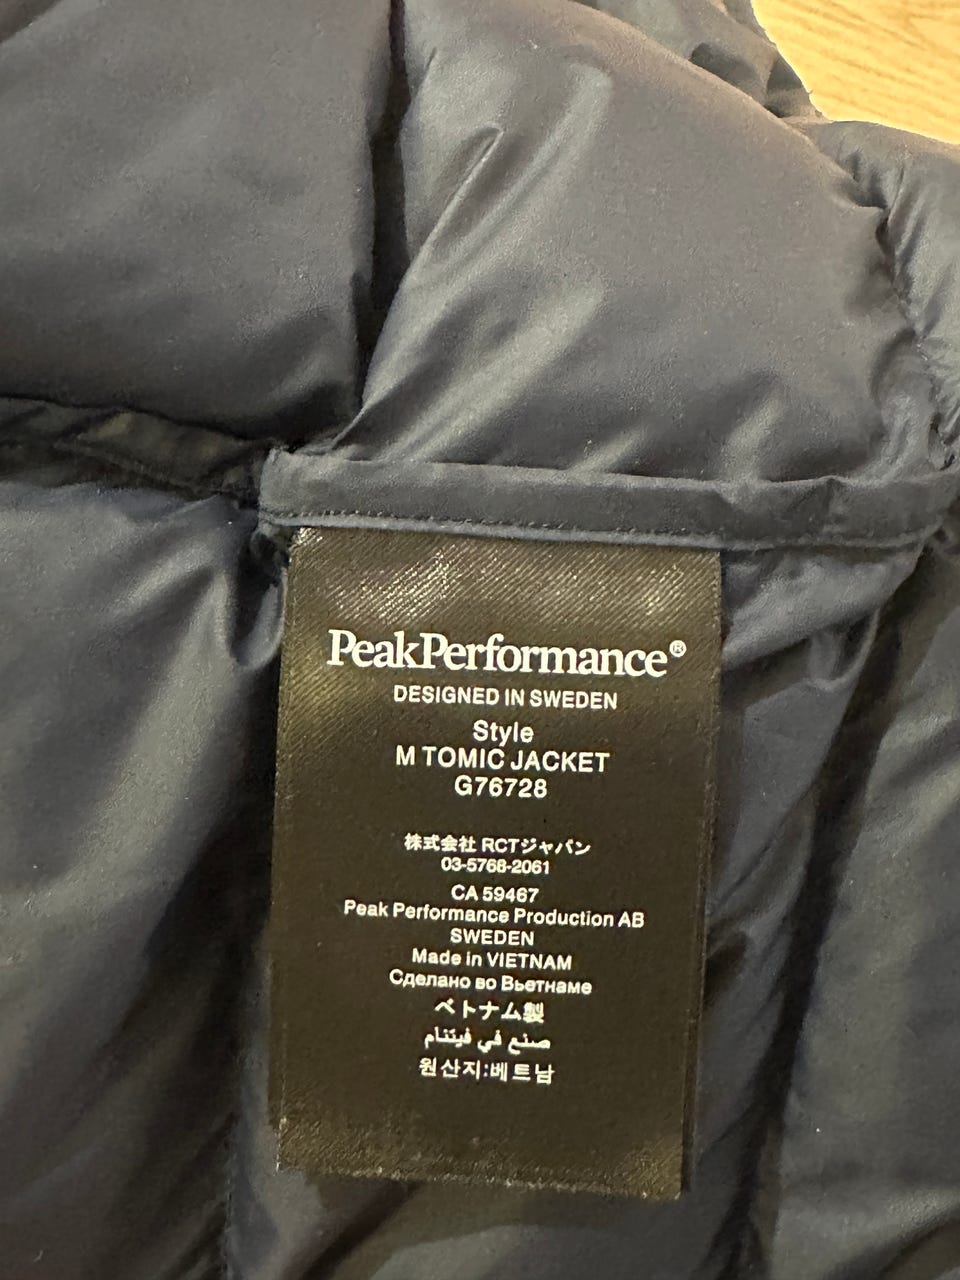 PeakPerformance®
DESIGNED IN SWEDEN
Style
M TOMIC JACKET
G76728
株式会社 RCTジャパン
03-5768-2061
CA 59467
Peak Performance Production AB
SWEDEN
Made in VIETNAM
Сделано во Вьетнаме
ベトナム製
صنع في فيتنام
원산지:베트남